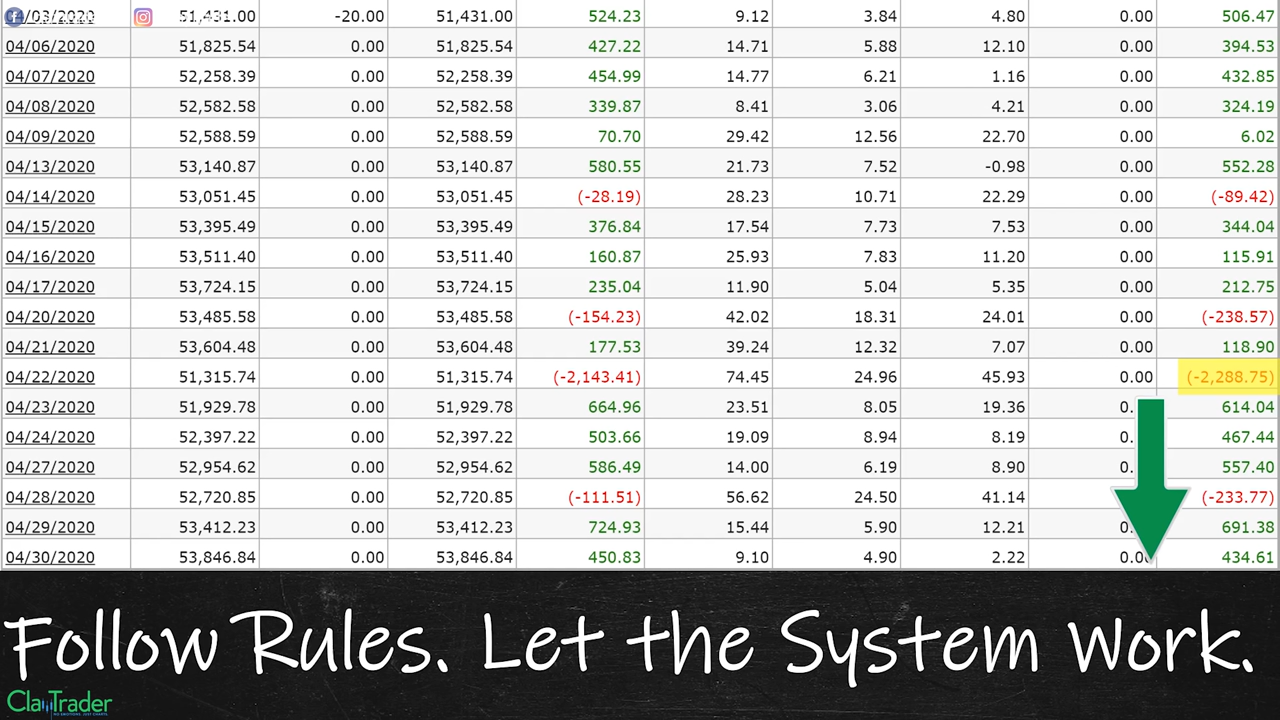 /03/2020 51,431.00 -20.00 51,431.00 524.23 9.12 3.84 4.80 0.00 506.47
04/06/2020 51,825.54 0.00 51,825.54 427.22 14.71 5.88 12.10 0.00 394.53
04/07/2020 52,258.39 0.00 52,258.39 454.99 14.77 6.21 1.16 0.00 432.85
04/08/2020 52,582.58 0.00 52,582.58 339.87 8.41 3.06 4.21 0.00 324.19
04/09/2020 52,588.59 0.00 52,588.59 70.70 29.42 12.56 22.70 0.00 6.02
04/13/2020 53,140.87 0.00 53,140.87 580.55 21.73 7.52 -0.98 0.00 552.28
04/14/2020 53,051.45 0.00 53,051.45 (-28.19) 28.23 10.71 22.29 0.00 (-89.42)
04/15/2020 53,395.49 0.00 53,395.49 376.84 17.54 7.73 7.53 0.00 344.04
04/16/2020 53,511.40 0.00 53,511.40 160.87 25.93 7.83 11.20 0.00 115.91
04/17/2020 53,724.15 0.00 53,724.15 235.04 11.90 5.04 5.35 0.00 212.75
04/20/2020 53,485.58 0.00 53,485.58 (-154.23) 42.02 18.31 24.01 0.00 (-238.57)
04/21/2020 53,604.48 0.00 53,604.48 177.53 39.24 12.32 7.07 0.00 118.90
04/22/2020 51,315.74 0.00 51,315.74 (-2,143.41) 74.45 24.96 45.93 0.00 (-2,288.75)
04/23/2020 51,929.78 0.00 51,929.78 664.96 23.51 8.05 19.36 0. 614.04
04/24/2020 52,397.22 0.00 52,397.22 503.66 19.09 8.94 8.19 0. 467.44
04/27/2020 52,954.62 0.00 52,954.62 586.49 14.00 6.19 8.90 0. 557.40
04/28/2020 52,720.85 0.00 52,720.85 (-111.51) 56.62 24.50 41.14 (-233.77)
04/29/2020 53,412.23 0.00 53,412.23 724.93 15.44 5.90 12.21 0. 691.38
04/30/2020 53,846.84 0.00 53,846.84 450.83 9.10 4.90 2.22 0.00 434.61
Follow Rules. Let the System Work.
ClayTrader
NO EMOTIONS. JUST CHARTS.